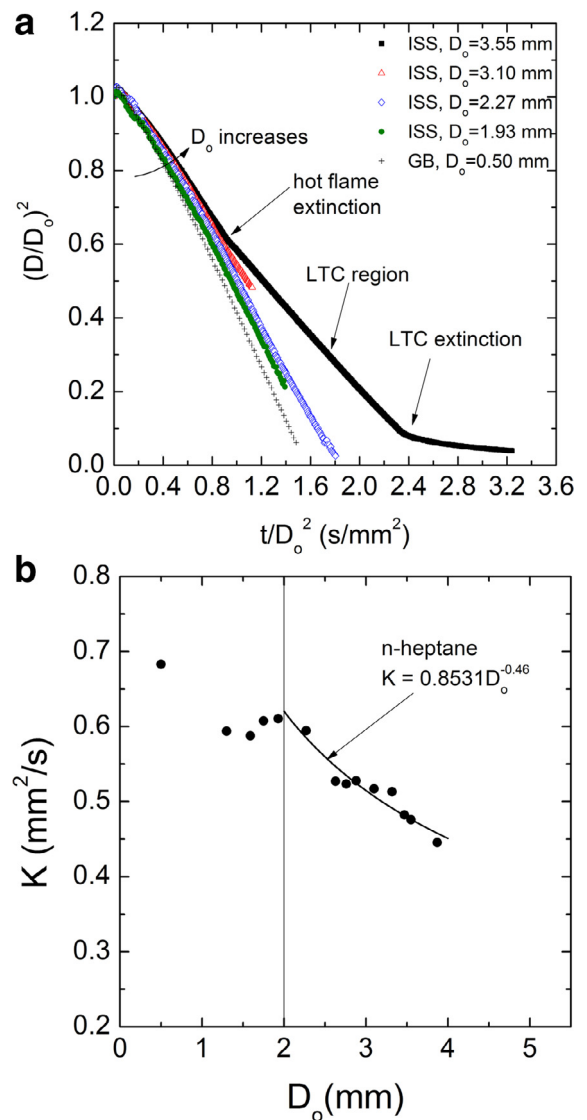 a
1.2
1.0
0.8
0.6
0.4
0.2
0.0
(D/Dₒ)²
ISS, Dₒ=3.55 mm
ISS, Dₒ=3.10 mm
ISS, Dₒ=2.27 mm
ISS, Dₒ=1.93 mm
GB, Dₒ=0.50 mm
Dₒ increases
hot flame
extinction
LTC region
LTC extinction
0.0 0.4 0.8 1.2 1.6 2.0 2.4 2.8 3.2 3.6
t/Dₒ² (s/mm²)
b
0.8
0.7
0.6
0.5
0.4
0.3
0.2
K (mm²/s)
n-heptane
K = 0.8531Dₒ⁻⁰·⁴⁶
0 1 2 3 4 5
Dₒ(mm)